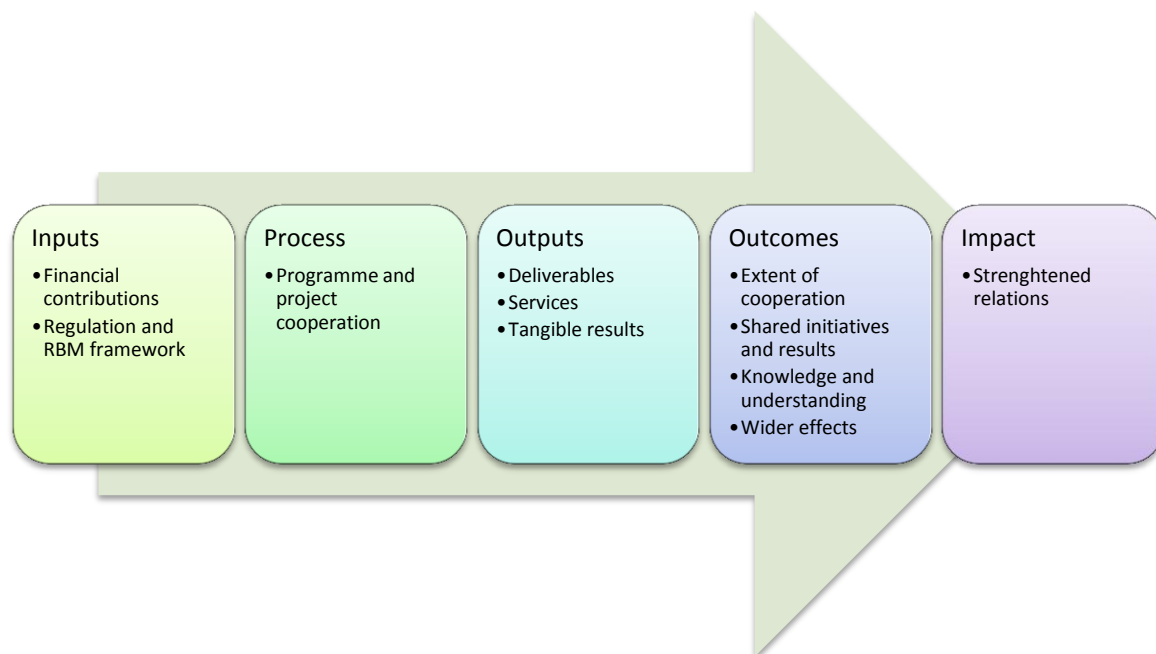 Inputs
•Financial
contributions
•Regulation and
RBM framework
Process
•Programme and
project
cooperation
Outputs
•Deliverables
•Services
•Tangible results
Outcomes
•Extent of
cooperation
•Shared initiatives
and results
•Knowledge and
understanding
•Wider effects
Impact
•Strenghtened
relations